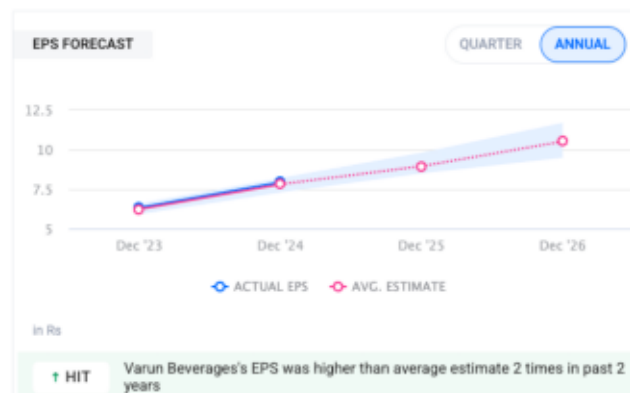 EPS FORECAST
QUARTER ANNUAL
12.5
10
7.5
5
Dec '23 Dec '24 Dec '25 Dec '26
ACTUAL EPS AVG. ESTIMATE
in Rs
↑ HIT
Varun Beverages's EPS was higher than average estimate 2 times in past 2
years